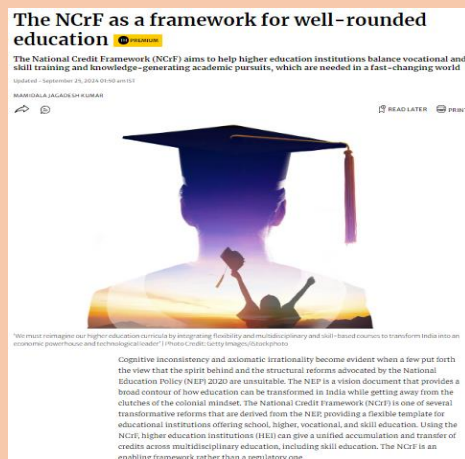 The NCrF as a framework for well-rounded
education PREMIUM
The National Credit Framework (NCrF) aims to help higher education institutions balance vocational and
skill training and knowledge-generating academic pursuits, which are needed in a fast-changing world
Updated - September 25, 2024 01:50 am IST
MAMIDALA JAGADESH KUMAR
READ LATER PRINT
"We must reimagine our higher education curricula by integrating flexibility and multidisciplinary and skill-based courses to transform India into an
economic powerhouse and technological leader" | Photo Credit: Getty Images/iStockphoto
Cognitive inconsistency and axiomatic irrationality become evident when a few put forth
the view that the spirit behind and the structural reforms advocated by the National
Education Policy (NEP) 2020 are unsuitable. The NEP is a vision document that provides a
broad contour of how education can be transformed in India while getting away from the
clutches of the colonial mindset. The National Credit Framework (NCrF) is one of several
transformative reforms that are derived from the NEP, providing a flexible template for
educational institutions offering school, higher, vocational, and skill education. Using the
NCrF, higher education institutions (HEI) can give a unified accumulation and transfer of
credits across multidisciplinary education, including skill education. The NCrF is an
enabling framework rather than a regulatory one.